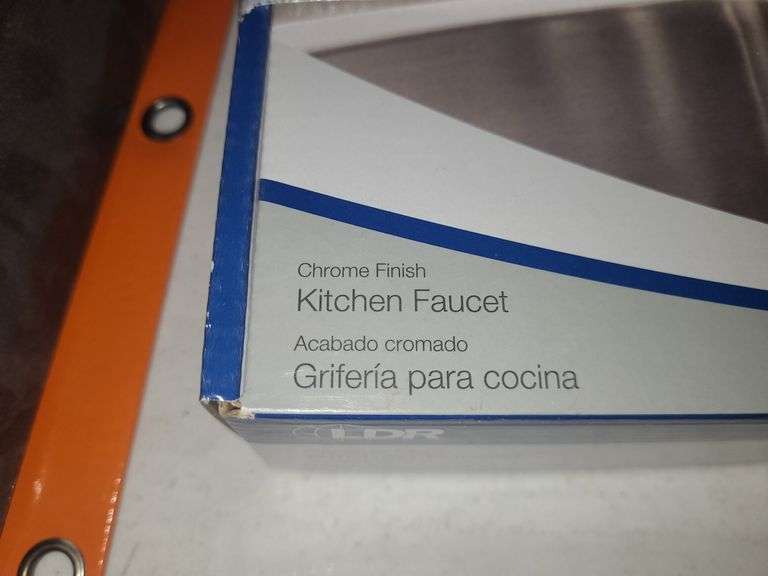 Chrome Finish
Kitchen Faucet
Acabado cromado
Grifería para cocina
LDR